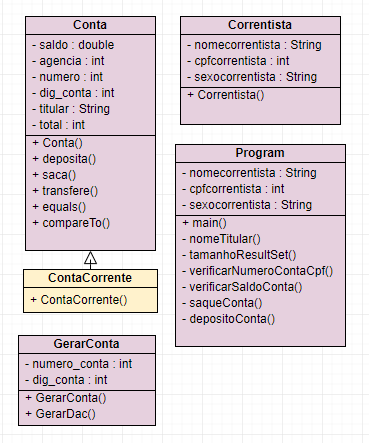 Conta
- saldo : double
- agencia : int
- numero : int
- dig_conta : int
- titular : String
- total : int
+ Conta()
+ deposita()
+ saca()
+ transfere()
+ equals()
+ compareTo()
ContaCorrente
+ ContaCorrente()
GerarConta
- numero_conta : int
- dig_conta : int
+ GerarConta()
+ GerarDac()
Correntista
- nomecorrentista : String
- cpfcorrentista : int
- sexocorrentista : String
+ Correntista()
Program
- nomecorrentista : String
- cpfcorrentista : int
- sexocorrentista : String
+ main()
- nomeTitular()
- tamanhoResultSet()
- verificarNumeroContaCpf()
- verificarSaldoConta()
- saqueConta()
- depositoConta()